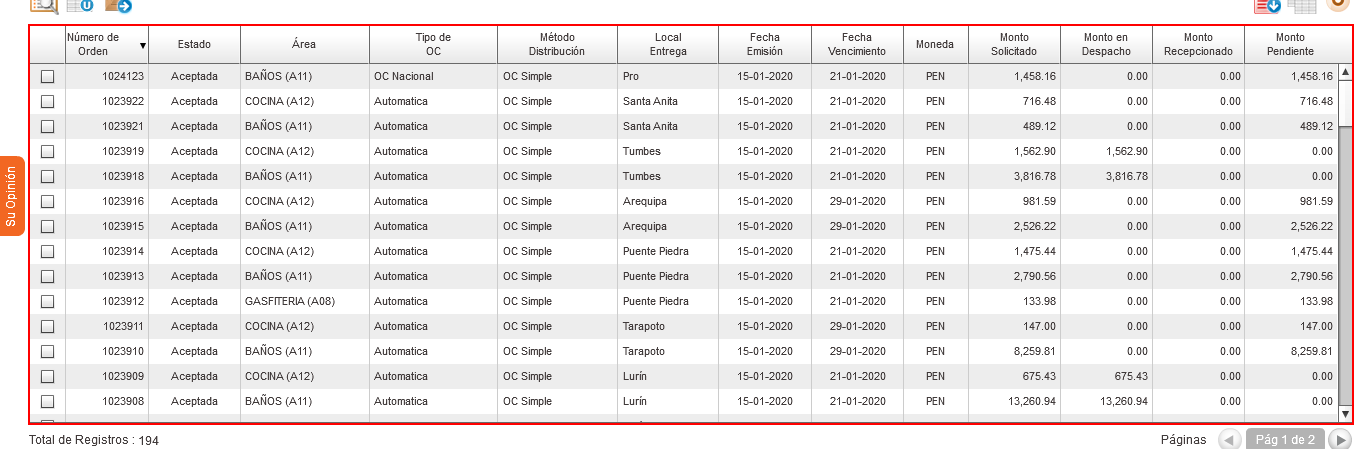 Número de Orden ▼ Estado Área Tipo de OC Método Distribución Local Entrega Fecha Emisión Fecha Vencimiento Moneda Monto Solicitado Monto en Despacho Monto Recepcionado Monto Pendiente
1024123 Aceptada BAÑOS (A11) OC Nacional OC Simple Pro 15-01-2020 21-01-2020 PEN 1,458.16 0.00 0.00 1,458.16
1023922 Aceptada COCINA (A12) Automatica OC Simple Santa Anita 15-01-2020 21-01-2020 PEN 716.48 0.00 0.00 716.48
1023921 Aceptada BAÑOS (A11) Automatica OC Simple Santa Anita 15-01-2020 21-01-2020 PEN 489.12 0.00 0.00 489.12
1023919 Aceptada COCINA (A12) Automatica OC Simple Tumbes 15-01-2020 21-01-2020 PEN 1,562.90 1,562.90 0.00 0.00
1023918 Aceptada BAÑOS (A11) Automatica OC Simple Tumbes 15-01-2020 21-01-2020 PEN 3,816.78 3,816.78 0.00 0.00
1023916 Aceptada COCINA (A12) Automatica OC Simple Arequipa 15-01-2020 29-01-2020 PEN 981.59 0.00 0.00 981.59
1023915 Aceptada BAÑOS (A11) Automatica OC Simple Arequipa 15-01-2020 29-01-2020 PEN 2,526.22 0.00 0.00 2,526.22
1023914 Aceptada COCINA (A12) Automatica OC Simple Puente Piedra 15-01-2020 21-01-2020 PEN 1,475.44 0.00 0.00 1,475.44
1023913 Aceptada BAÑOS (A11) Automatica OC Simple Puente Piedra 15-01-2020 21-01-2020 PEN 2,790.56 0.00 0.00 2,790.56
1023912 Aceptada GASFITERIA (A08) Automatica OC Simple Puente Piedra 15-01-2020 21-01-2020 PEN 133.98 0.00 0.00 133.98
1023911 Aceptada COCINA (A12) Automatica OC Simple Tarapoto 15-01-2020 29-01-2020 PEN 147.00 0.00 0.00 147.00
1023910 Aceptada BAÑOS (A11) Automatica OC Simple Tarapoto 15-01-2020 29-01-2020 PEN 8,259.81 0.00 0.00 8,259.81
1023909 Aceptada COCINA (A12) Automatica OC Simple Lurín 15-01-2020 21-01-2020 PEN 675.43 675.43 0.00 0.00
1023908 Aceptada BAÑOS (A11) Automatica OC Simple Lurín 15-01-2020 21-01-2020 PEN 13,260.94 13,260.94 0.00 0.00
Su Opinión
Total de Registros : 194 Páginas Pág 1 de 2